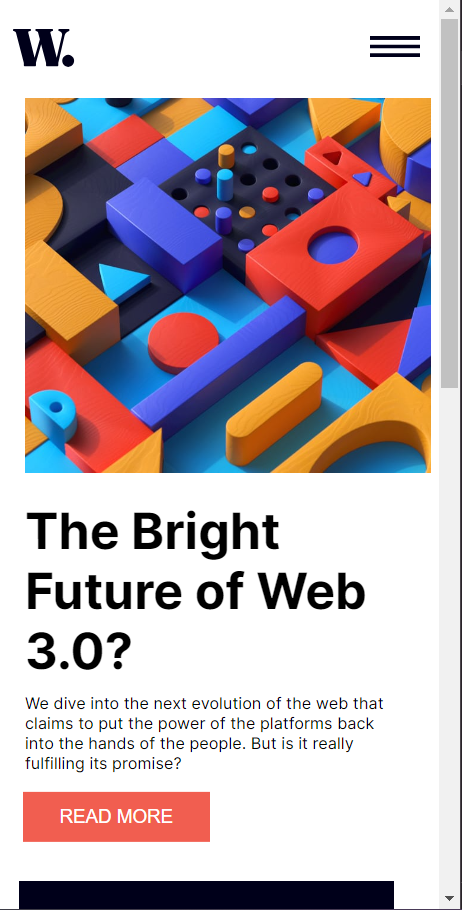 W.
The Bright
Future of Web
3.0?
We dive into the next evolution of the web that
claims to put the power of the platforms back
into the hands of the people. But is it really
fulfilling its promise?
READ MORE